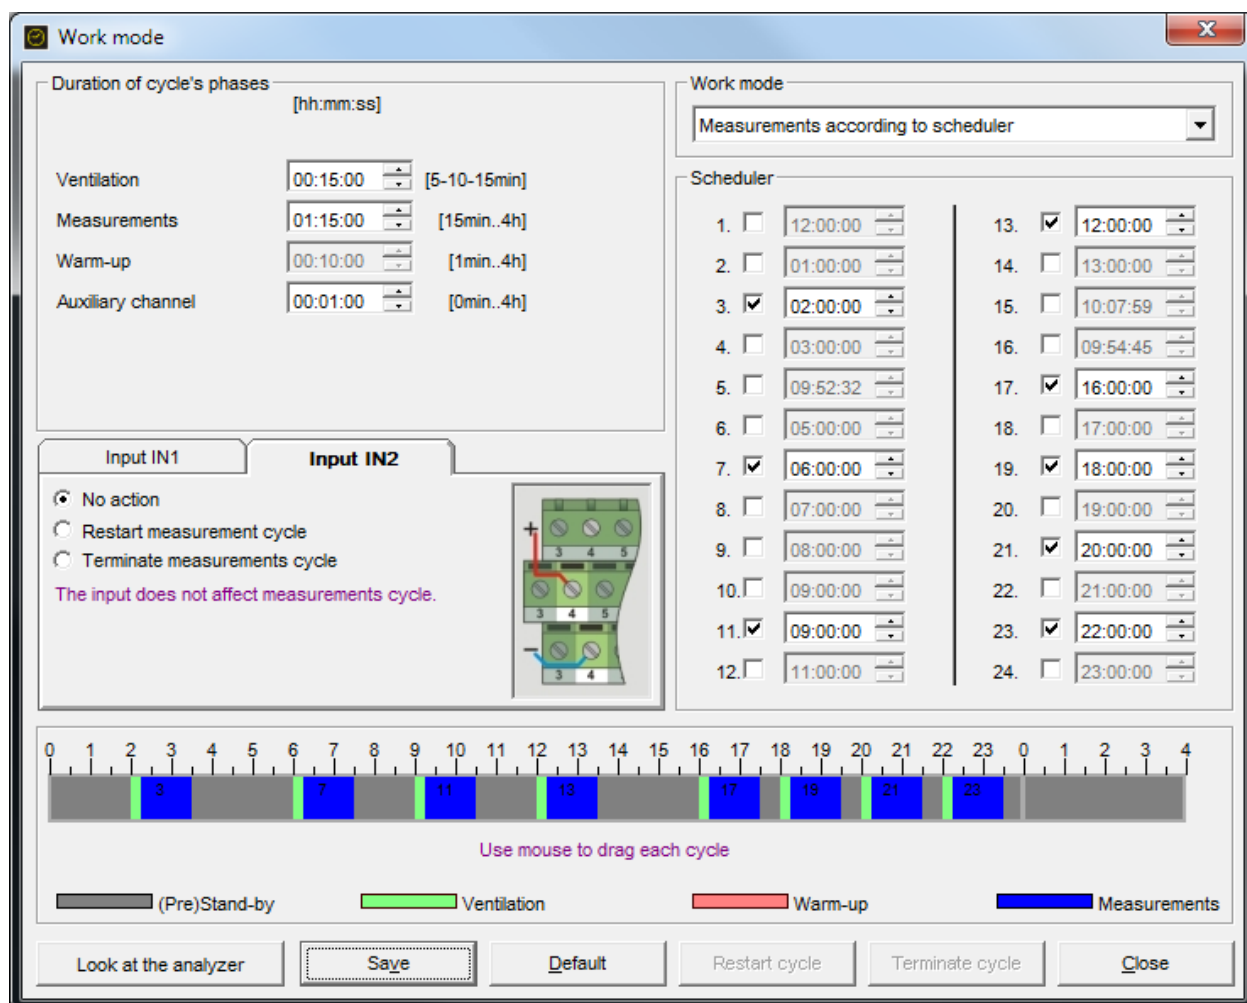 Work mode
Duration of cycle's phases
[hh:mm:ss]
Ventilation 00:15:00 [5-10-15min]
Measurements 01:15:00 [15min..4h]
Warm-up 00:10:00 [1min..4h]
Auxiliary channel 00:01:00 [0min..4h]
Work mode
Measurements according to scheduler
Scheduler
1. 12:00:00
2. 01:00:00
3. 02:00:00
4. 03:00:00
5. 09:52:32
6. 05:00:00
7. 06:00:00
8. 07:00:00
9. 08:00:00
10. 09:00:00
11. 09:00:00
12. 11:00:00
13. 12:00:00
14. 13:00:00
15. 10:07:59
16. 09:54:45
17. 16:00:00
18. 17:00:00
19. 18:00:00
20. 19:00:00
21. 20:00:00
22. 21:00:00
23. 22:00:00
24. 23:00:00
Input IN1 Input IN2
No action
Restart measurement cycle
Terminate measurements cycle
The input does not affect measurements cycle.
+
3 4 5
3 4 5
−
3 4
0 1 2 3 4 5 6 7 8 9 10 11 12 13 14 15 16 17 18 19 20 21 22 23 0 1 2 3 4
3 7 11 13 17 19 21 23
Use mouse to drag each cycle
(Pre)Stand-by Ventilation Warm-up Measurements
Look at the analyzer Save Default Restart cycle Terminate cycle Close